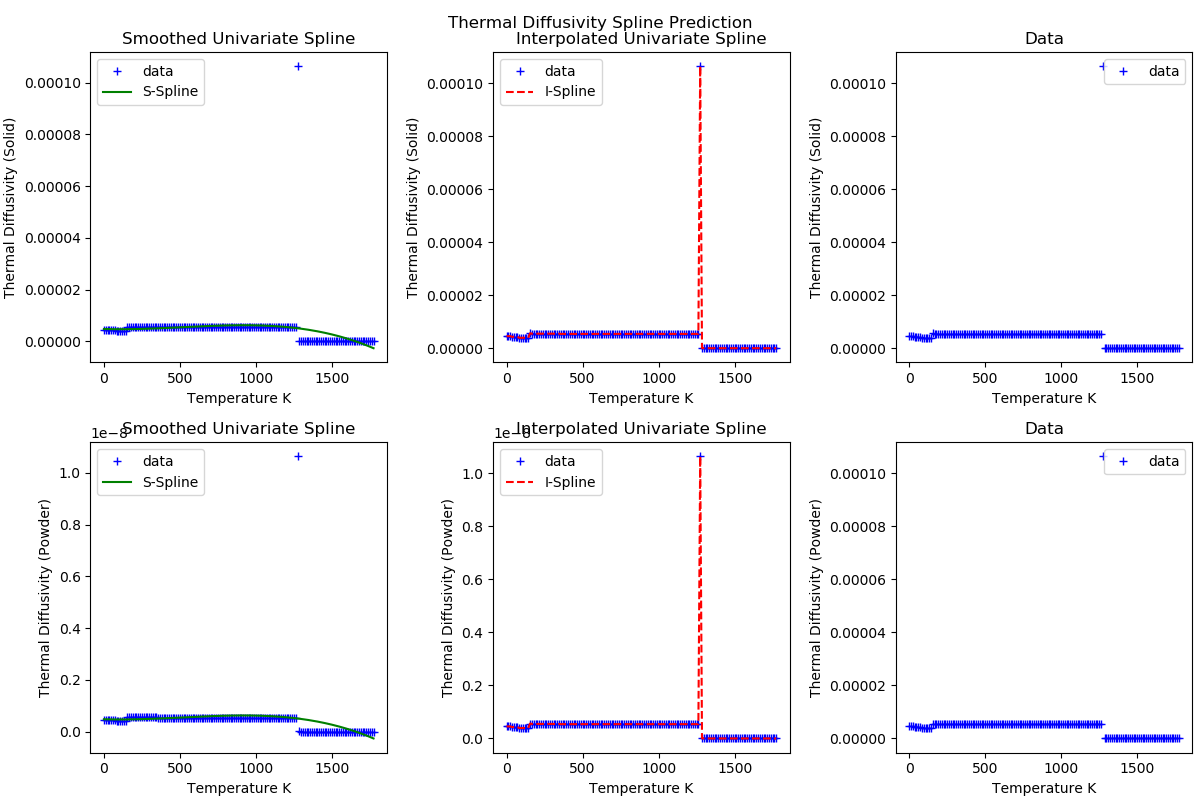 Thermal Diffusivity Spline Prediction
Smoothed Univariate Spline
Interpolated Univariate Spline
Data
data
S-Spline
data
I-Spline
data
Thermal Diffusivity (Solid)
0.00010
0.00008
0.00006
0.00004
0.00002
0.00000
0 500 1000 1500
Temperature K
Thermal Diffusivity (Solid)
0.00010
0.00008
0.00006
0.00004
0.00002
0.00000
0 500 1000 1500
Temperature K
Thermal Diffusivity (Solid)
0.00010
0.00008
0.00006
0.00004
0.00002
0.00000
0 500 1000 1500
Temperature K
Smoothed Univariate Spline
Interpolated Univariate Spline
Data
data
S-Spline
data
I-Spline
data
Thermal Diffusivity (Powder)
1.0
0.8
0.6
0.4
0.2
0.0
0 500 1000 1500
Temperature K
Thermal Diffusivity (Powder)
1.0
0.8
0.6
0.4
0.2
0.0
0 500 1000 1500
Temperature K
Thermal Diffusivity (Powder)
0.00010
0.00008
0.00006
0.00004
0.00002
0.00000
0 500 1000 1500
Temperature K